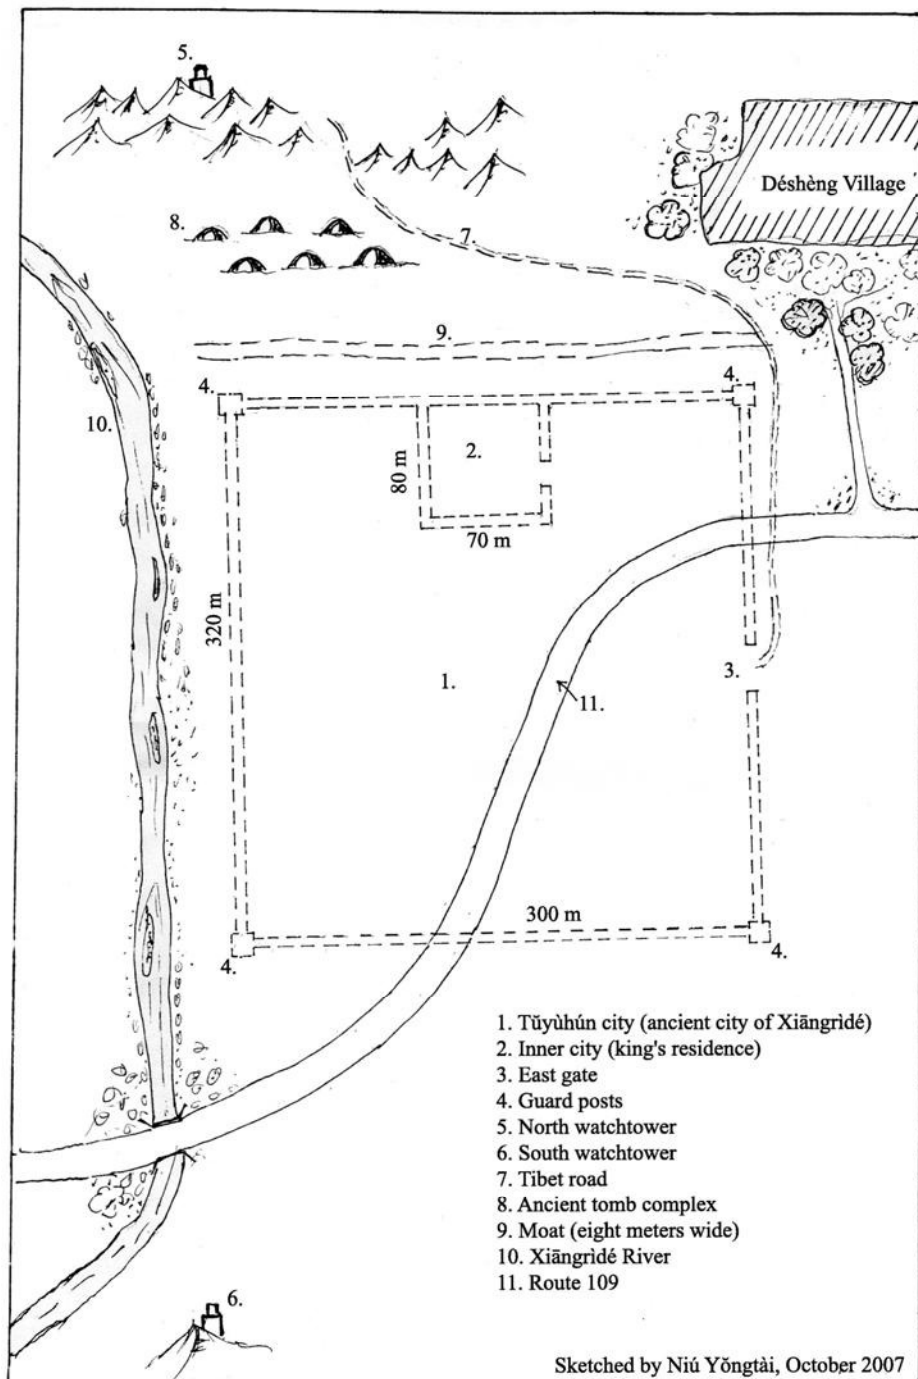 5.
Déshèng Village
8.
7.
9.
4.
4.
10.
2.
80 m
70 m
320 m
3.
1.
11.
300 m
4.
4.
1. Tŭyùhún city (ancient city of Xiāngrìdé)
2. Inner city (king's residence)
3. East gate
4. Guard posts
5. North watchtower
6. South watchtower
7. Tibet road
8. Ancient tomb complex
9. Moat (eight meters wide)
10. Xiāngrìdé River
11. Route 109
6.
Sketched by Niú Yŏngtài, October 2007